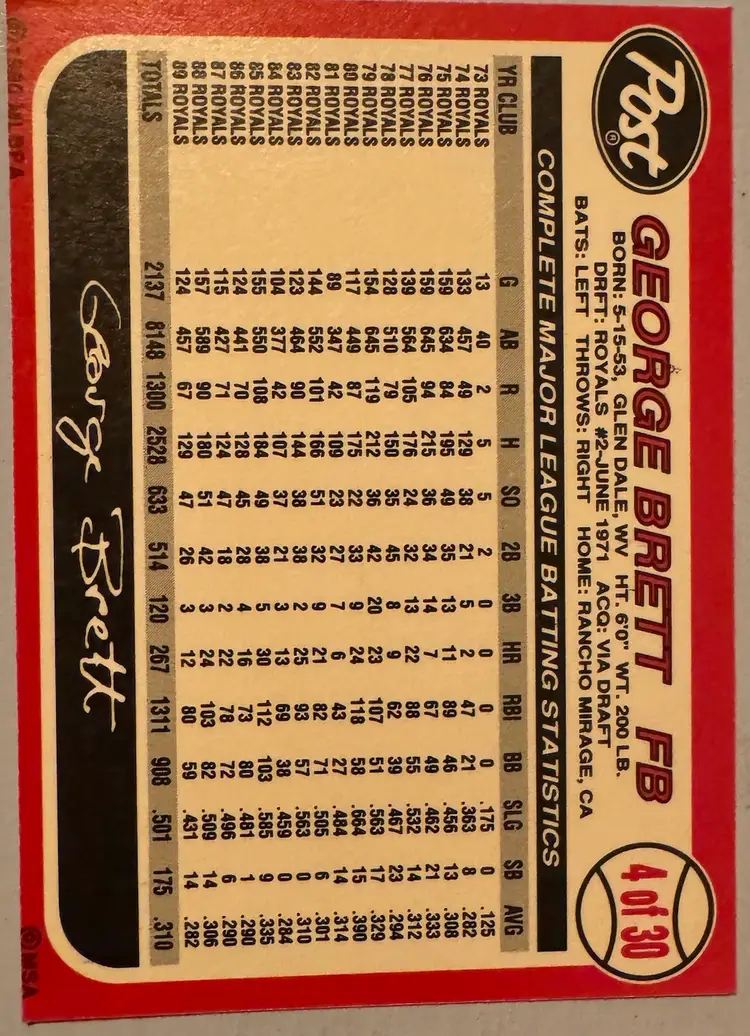 Post®
GEORGE BRETT FB
4 of 30
BORN: 5-15-53, GLEN DALE, WV HT. 6'0" WT. 200 LB.
DRFT: ROYALS #2-JUNE 1971 ACQ: VIA DRAFT
BATS: LEFT THROWS: RIGHT HOME: RANCHO MIRAGE, CA
COMPLETE MAJOR LEAGUE BATTING STATISTICS
YR CLUB G AB R H SO 2B 3B HR RBI BB SLG SB AVG
73 ROYALS 13 40 2 5 5 2 0 0 0 0 .175 0 .125
74 ROYALS 133 457 49 129 38 21 5 2 47 21 .363 8 .282
75 ROYALS 159 634 84 195 49 35 13 11 89 46 .456 13 .308
76 ROYALS 159 645 94 215 36 34 14 7 67 49 .462 21 .333
77 ROYALS 139 564 105 176 24 32 13 22 88 55 .532 14 .312
78 ROYALS 128 510 79 150 35 45 8 9 62 39 .467 23 .294
79 ROYALS 154 645 119 212 36 42 20 23 107 51 .563 17 .329
80 ROYALS 117 449 87 175 22 33 9 24 118 58 .664 15 .390
81 ROYALS 89 347 42 109 23 27 7 6 43 27 .484 14 .314
82 ROYALS 144 552 101 166 51 32 9 21 82 71 .505 6 .301
83 ROYALS 123 464 90 144 38 38 2 25 93 57 .563 0 .310
84 ROYALS 104 377 42 107 37 21 3 13 69 38 .459 0 .284
85 ROYALS 155 550 108 184 49 38 5 30 112 103 .585 9 .335
86 ROYALS 124 441 70 128 45 28 4 16 73 80 .481 1 .290
87 ROYALS 115 427 71 124 47 18 2 22 78 72 .496 6 .290
88 ROYALS 157 589 90 180 51 42 3 24 103 82 .509 14 .306
89 ROYALS 124 457 67 129 47 26 3 12 80 59 .431 14 .282
TOTALS 2137 8148 1300 2528 633 514 120 267 1311 908 .501 175 .310
George Brett
© 1990 MLBPA
© MSA